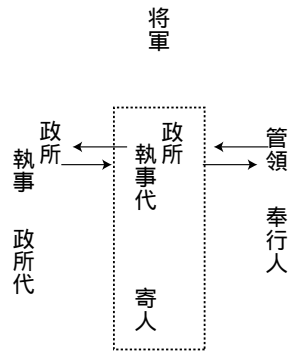 将軍
管領　奉行人
政所
執事代　寄人
政所
執事　政所代